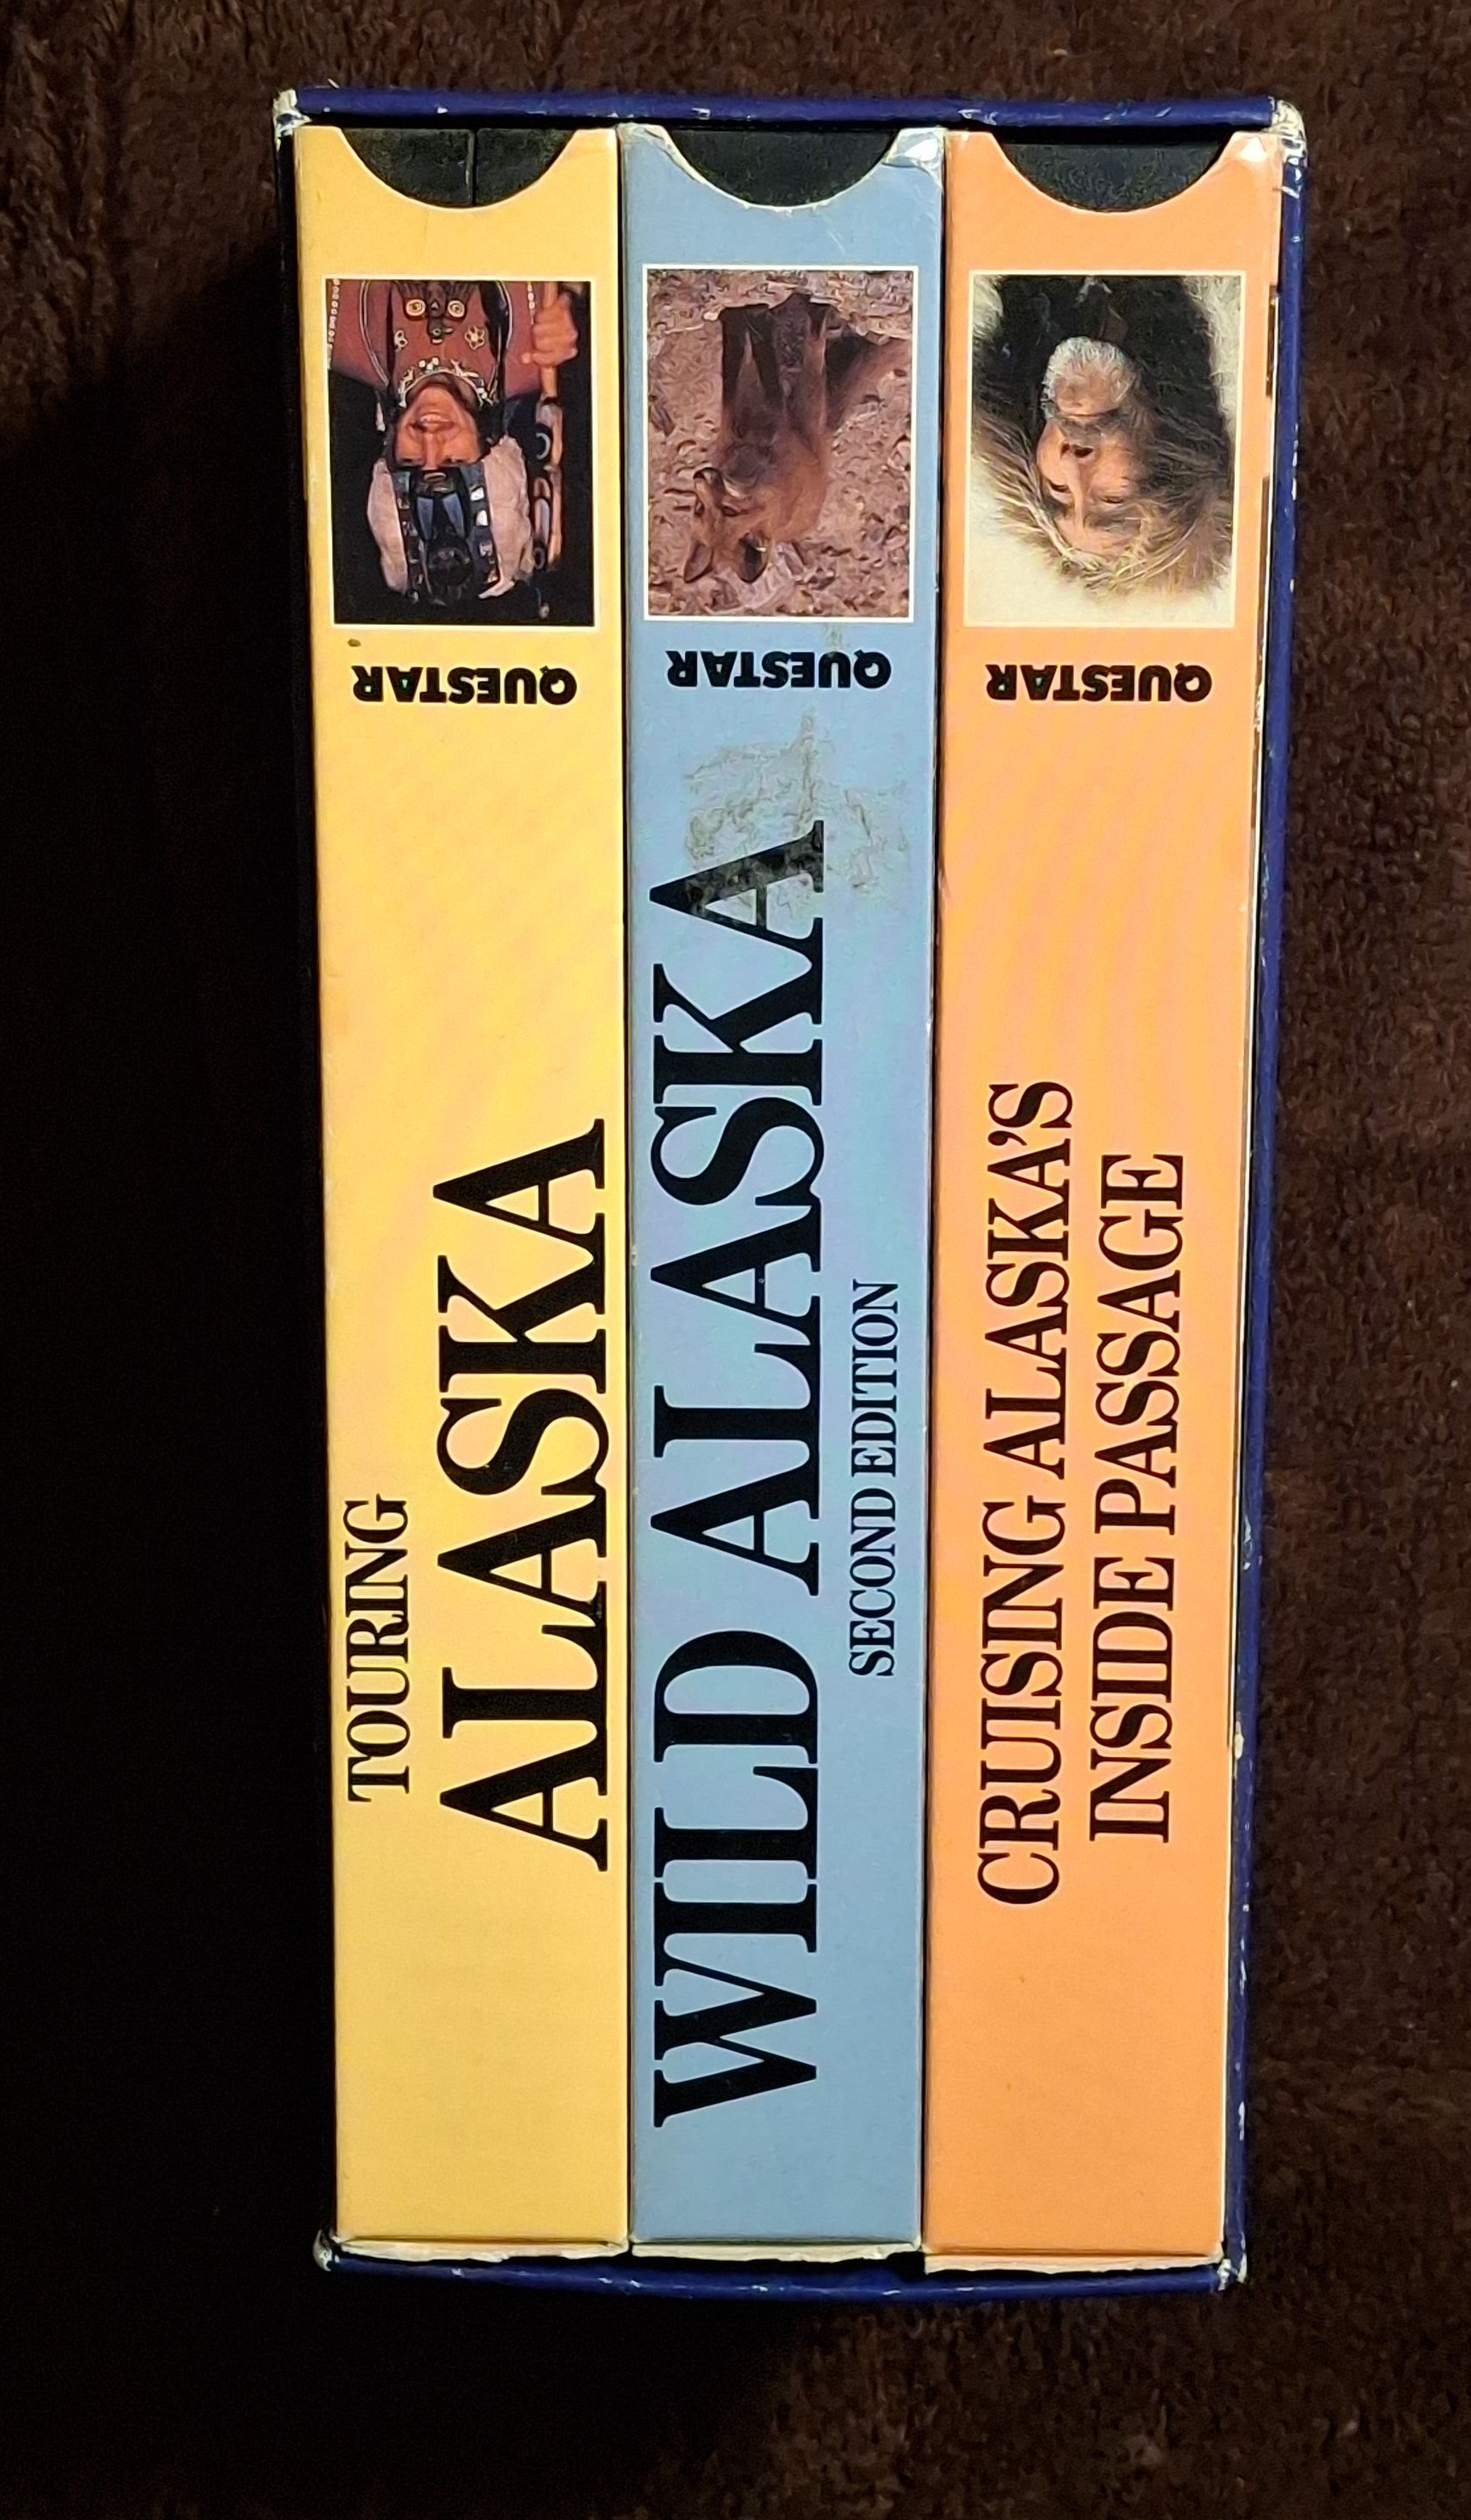 TOURING
ALASKA
QUESTAR
WILD ALASKA
SECOND EDITION
QUESTAR
CRUISING ALASKA'S
INSIDE PASSAGE
QUESTAR